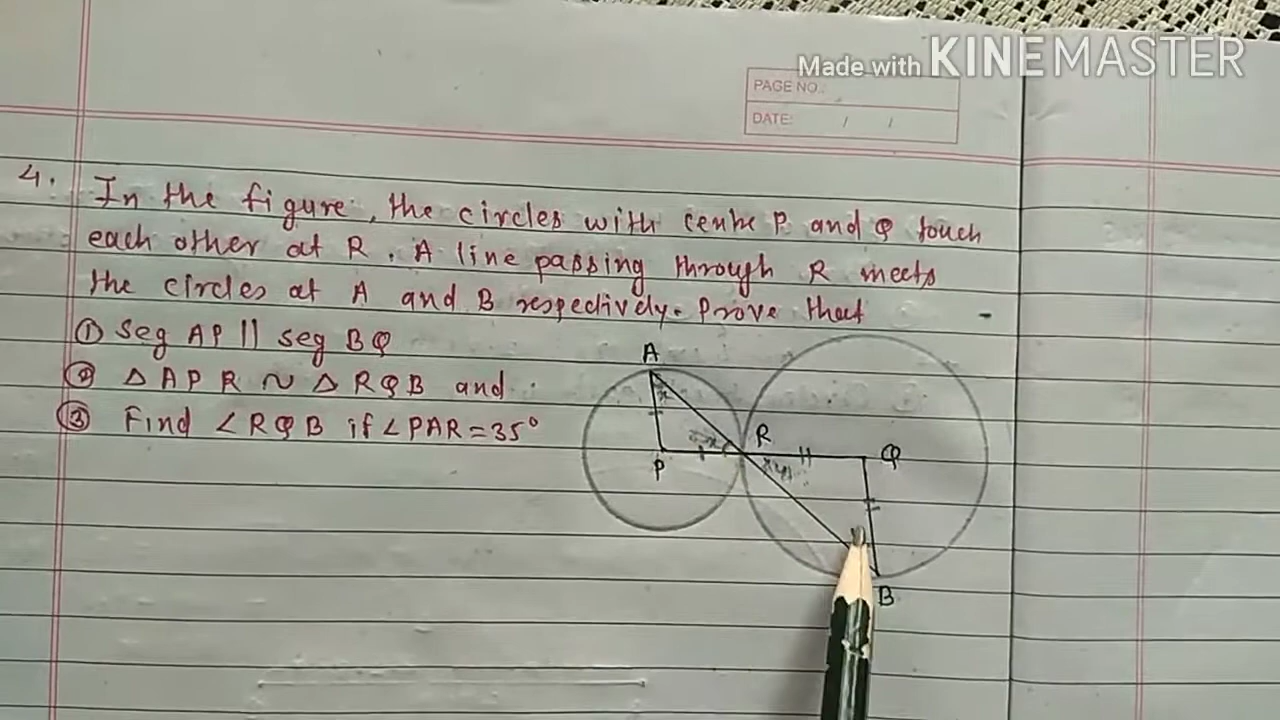 Made with KINEMASTER
PAGE NO.:
DATE: / /
4. In the figure, the circles with centre P and Q touch
each other at R. A line passing through R meets
the circles at A and B respectively. Prove that -
① seg AP || seg BQ
② △ APR ~ △ RQB and
③ Find ∠RQB if ∠PAR = 35°
A
x
x
R
P
x
Q
B